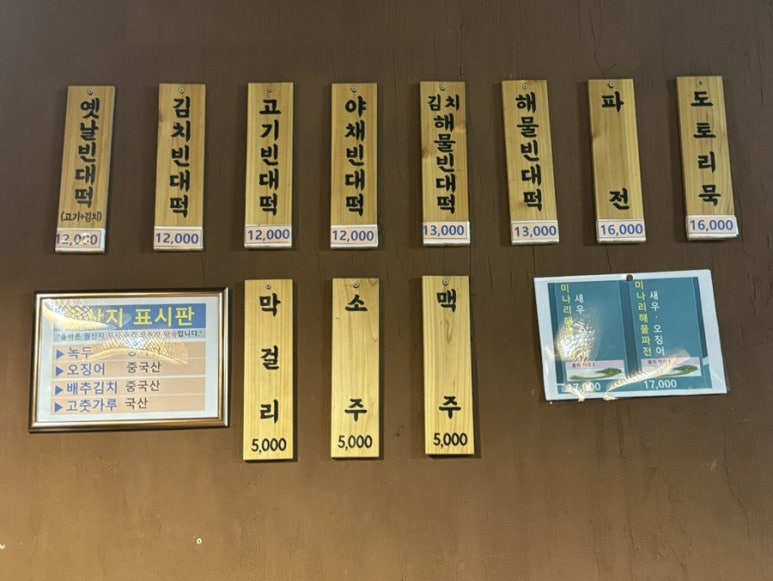 옛날빈대떡
(고기+김치)
12,000
김치빈대떡
12,000
고기빈대떡
12,000
야채빈대떡
12,000
김치
해물빈대떡
13,000
해물빈대떡
13,000
파전
16,000
도토리묵
16,000
표시판
▶녹두
▶오징어 중국산
▶배추김치 중국산
▶고춧가루 국산
막걸리
5,000
소주
5,000
맥주
5,000
미나리해
새우
17,000
미나리해물파전
새우·오징어
17,000